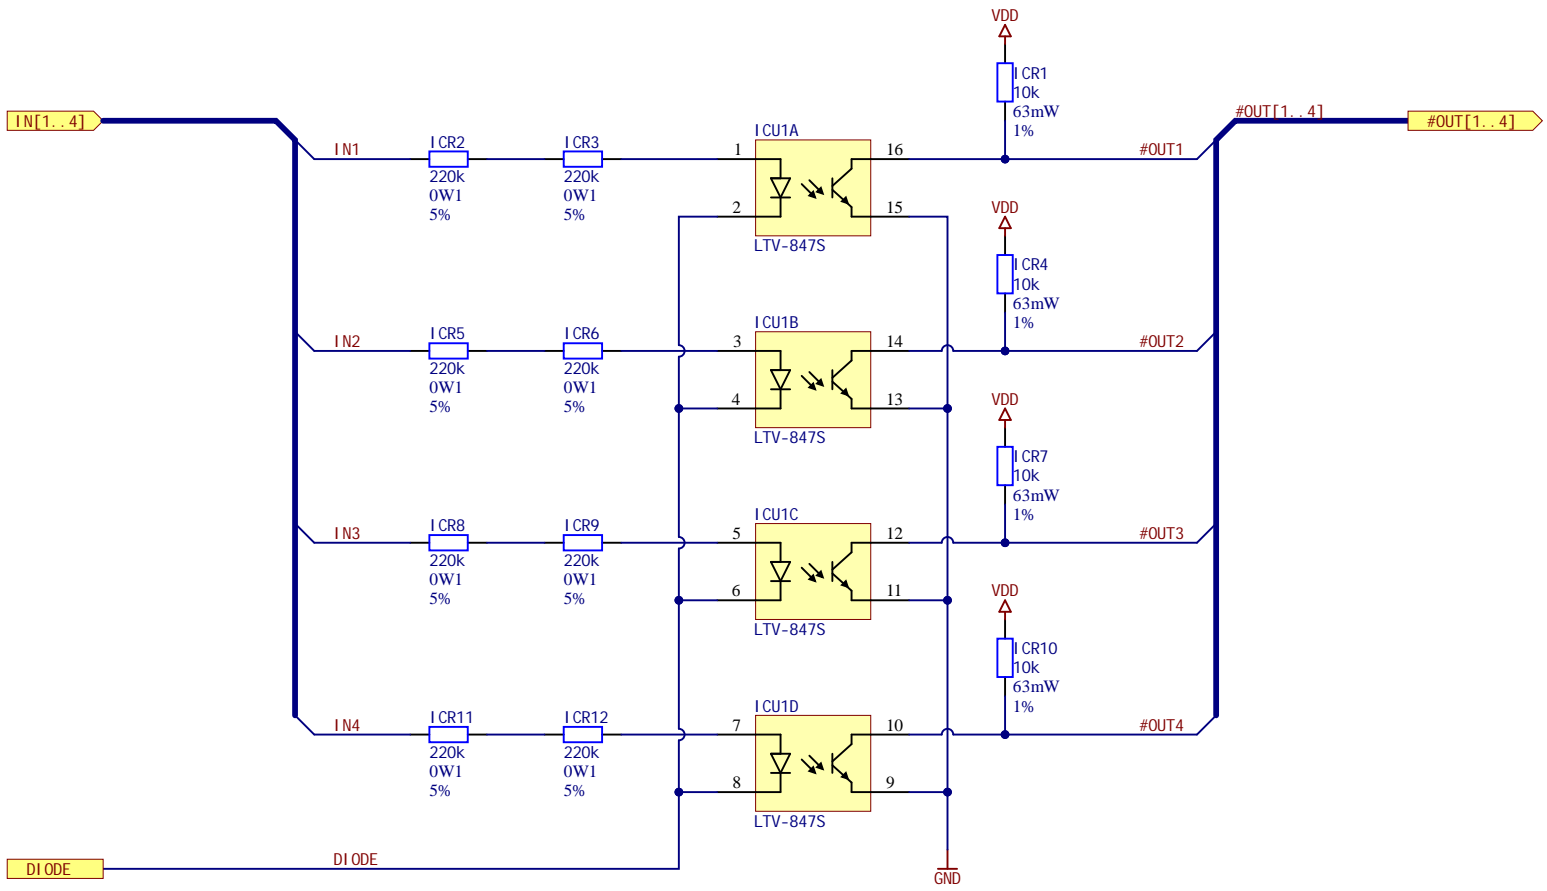 VDD
ICR1
10k
63mW
1%
IN[1..4]
#OUT[1..4]
#OUT[1..4]
IN1
ICR2
220k
0W1
5%
ICR3
220k
0W1
5%
ICU1A
1
16
2
15
LTV-847S
#OUT1
VDD
ICR4
10k
63mW
1%
IN2
ICR5
220k
0W1
5%
ICR6
220k
0W1
5%
ICU1B
3
14
4
13
LTV-847S
#OUT2
VDD
ICR7
10k
63mW
1%
IN3
ICR8
220k
0W1
5%
ICR9
220k
0W1
5%
ICU1C
5
12
6
11
LTV-847S
#OUT3
VDD
ICR10
10k
63mW
1%
IN4
ICR11
220k
0W1
5%
ICR12
220k
0W1
5%
ICU1D
7
10
8
9
LTV-847S
#OUT4
DIODE
DIODE
GND